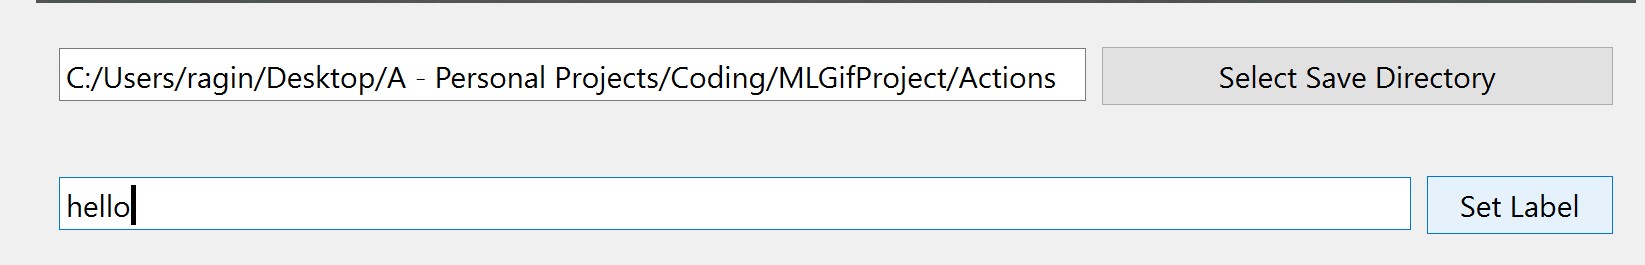 C:/Users/ragin/Desktop/A - Personal Projects/Coding/MLGifProject/Actions
Select Save Directory
hello
Set Label